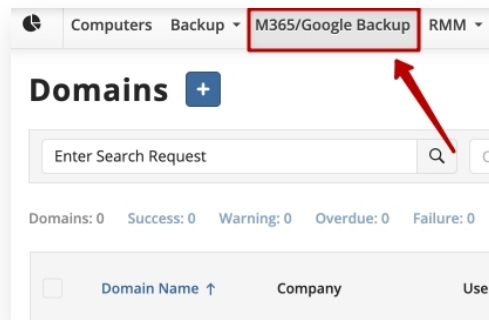 Computers Backup M365/Google Backup RMM
Domains +
Enter Search Request
Domains: 0 Success: 0 Warning: 0 Overdue: 0 Failure: 0
Domain Name ↑ Company